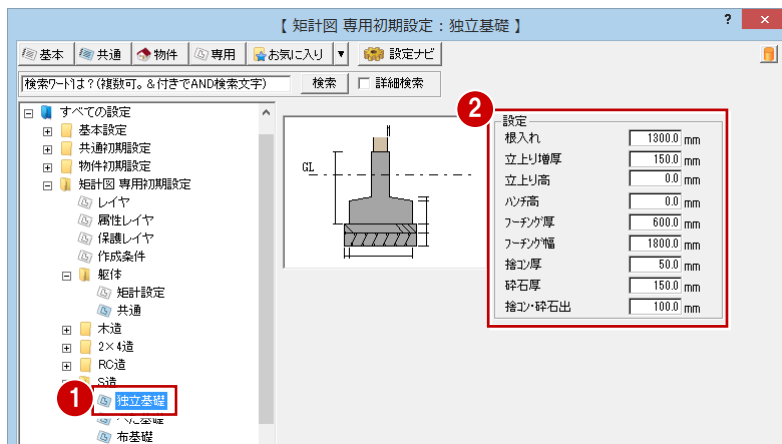 【 矩計図 専用初期設定 : 独立基礎 】
? x
基本 共通 物件 専用 お気に入り ▼ 設定ナビ
検索ワードは?(複数可。&付きでAND検索文字) 検索 詳細検索
すべての設定
基本設定
共通初期設定
物件初期設定
矩計図 専用初期設定
レイヤ
属性レイヤ
保護レイヤ
作成条件
躯体
矩計設定
共通
木造
2×4造
RC造
S造
1 独立基礎
べた基礎
布基礎
GL
2
設定
根入れ 1300.0 mm
立上り増厚 150.0 mm
立上り高 0.0 mm
ハンチ高 0.0 mm
フーチング厚 600.0 mm
フーチング幅 1800.0 mm
捨コン厚 50.0 mm
砕石厚 150.0 mm
捨コン・砕石出 100.0 mm